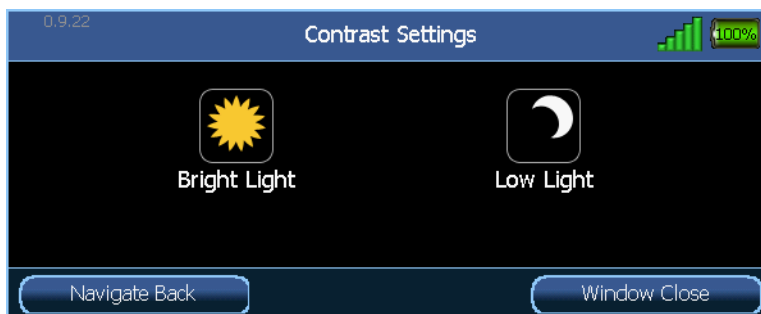 0.9.22
Contrast Settings
100%
Bright Light
Low Light
Navigate Back
Window Close